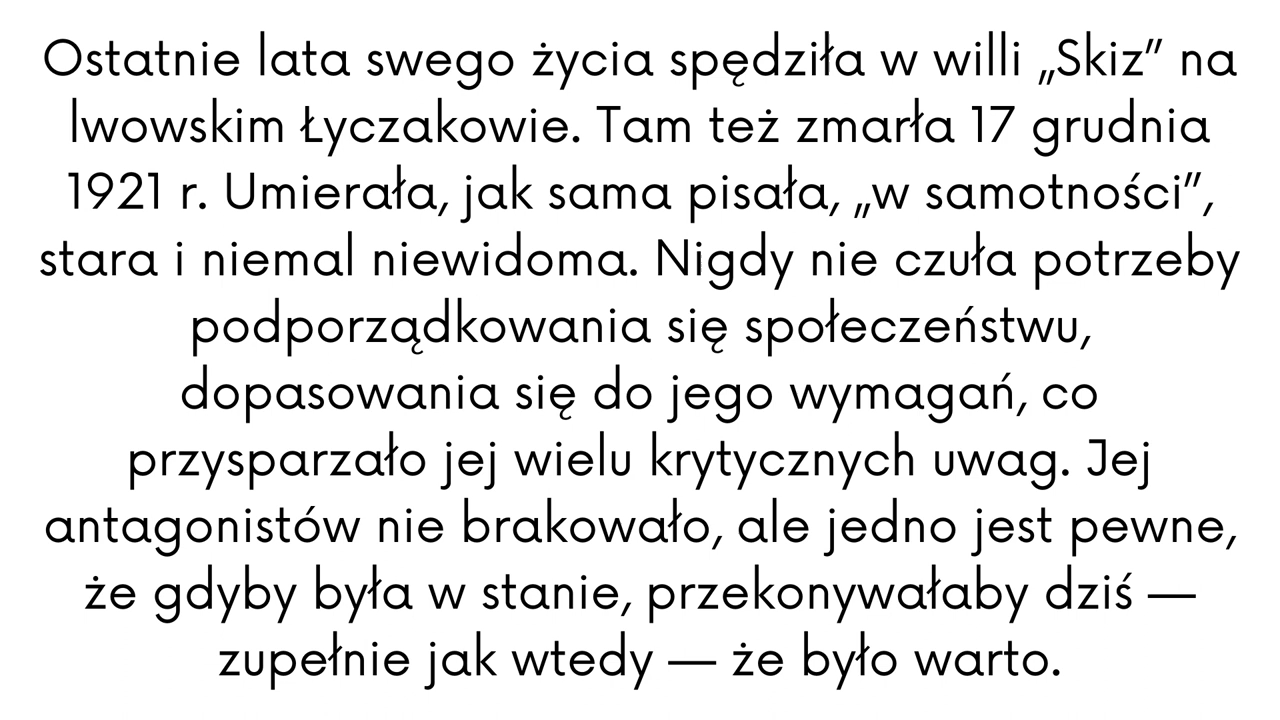 Ostatnie lata swego życia spędziła w willi „Skiz” na
lwowskim Łyczakowie. Tam też zmarła 17 grudnia
1921 r. Umierała, jak sama pisała, „w samotności”,
stara i niemal niewidoma. Nigdy nie czuła potrzeby
podporządkowania się społeczeństwu,
dopasowania się do jego wymagań, co
przysparzało jej wielu krytycznych uwag. Jej
antagonistów nie brakowało, ale jedno jest pewne,
że gdyby była w stanie, przekonywałaby dziś —
zupełnie jak wtedy — że było warto.